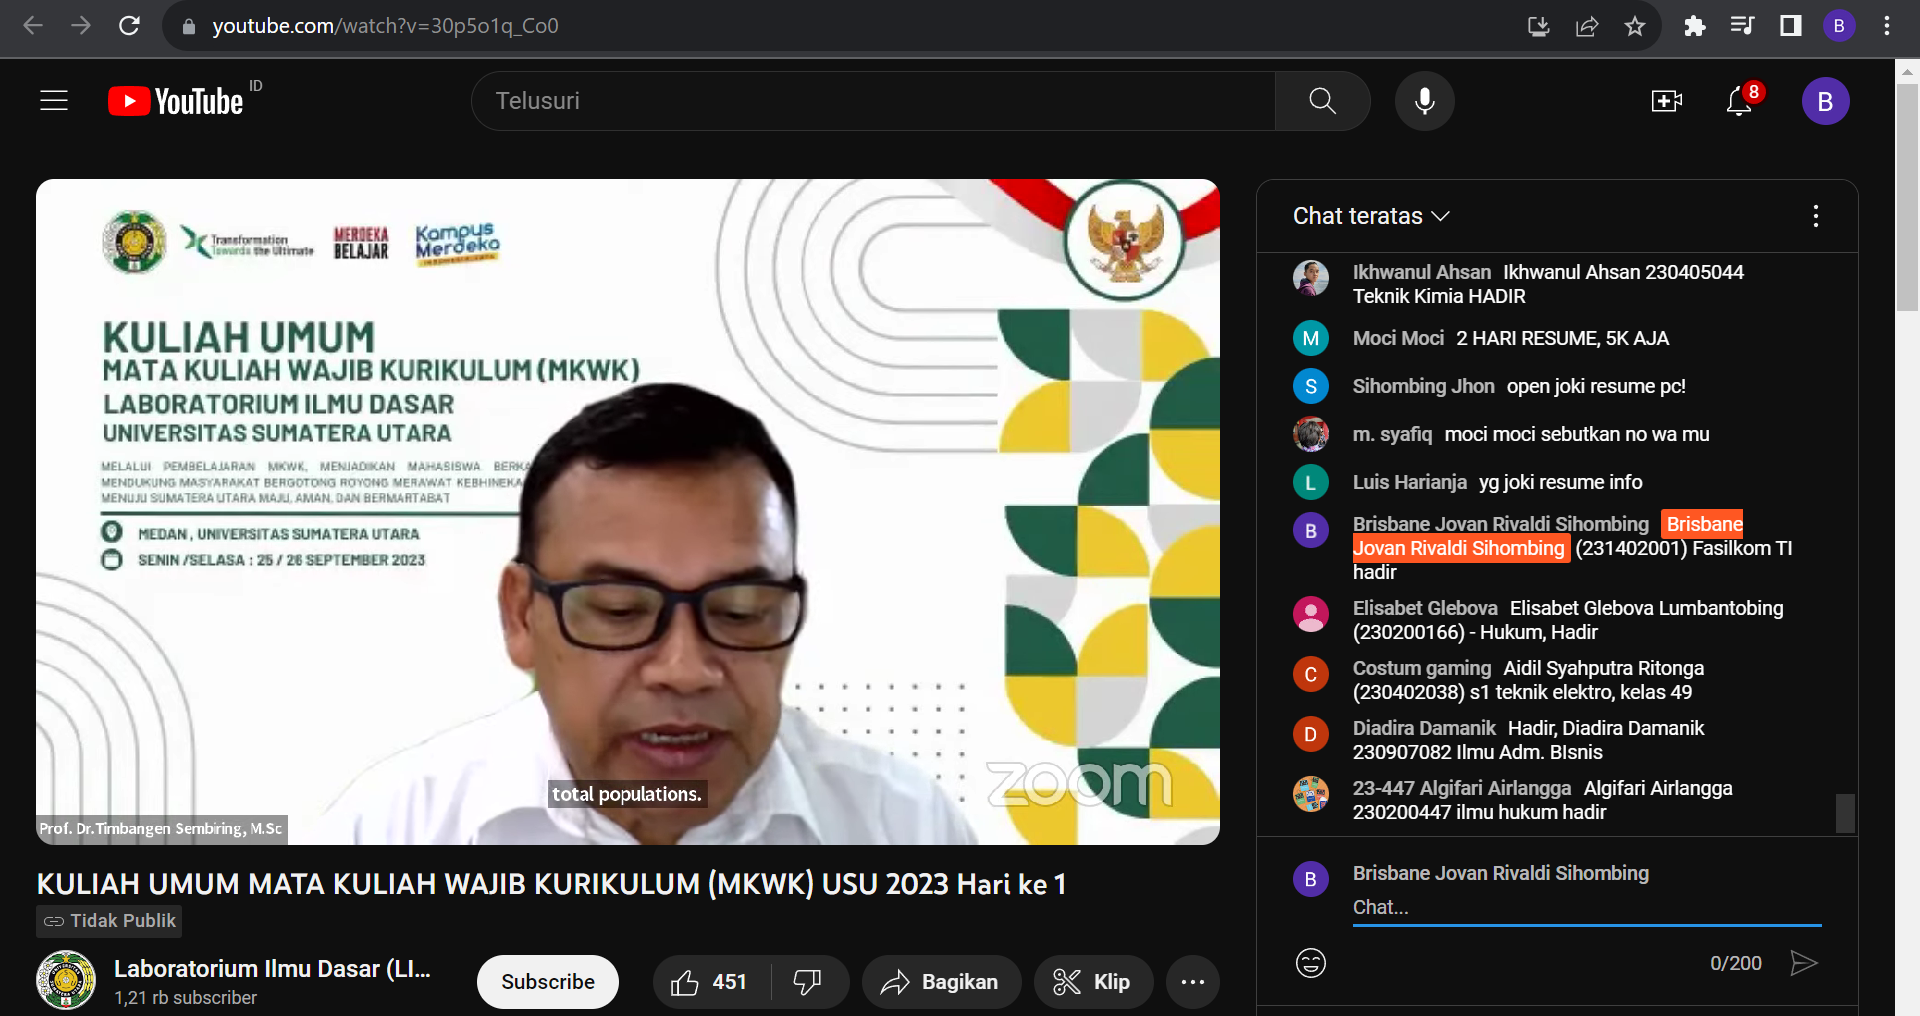 youtube.com/watch?v=30p5o1q_Co0
B
YouTube ID
Telusuri
8
B
Transformation
Towards the Ultimate
MERDEKA
BELAJAR
Kampus
Merdeka
KULIAH UMUM
MATA KULIAH WAJIB KURIKULUM (MKWK)
LABORATORIUM ILMU DASAR
UNIVERSITAS SUMATERA UTARA
MELALUI PEMBELAJARAN MKWK, MENJADIKAN MAHASISWA BERKA
MENDUKUNG MASYARAKAT BERGOTONG ROYONG MERAWAT KEBHINEKA
MENUJU SUMATERA UTARA MAJU, AMAN, DAN BERMARTABAT
MEDAN, UNIVERSITAS SUMATERA UTARA
SENIN /SELASA : 25 / 26 SEPTEMBER 2023
total populations.
zoom
Prof. Dr.Timbangen Sembiring, M.Sc
KULIAH UMUM MATA KULIAH WAJIB KURIKULUM (MKWK) USU 2023 Hari ke 1
Tidak Publik
Laboratorium Ilmu Dasar (LI...
1,21 rb subscriber
Subscribe
451
Bagikan
Klip
Chat teratas
Ikhwanul Ahsan Ikhwanul Ahsan 230405044
Teknik Kimia HADIR
M Moci Moci 2 HARI RESUME, 5K AJA
S Sihombing Jhon open joki resume pc!
m. syafiq moci moci sebutkan no wa mu
L Luis Harianja yg joki resume info
B Brisbane Jovan Rivaldi Sihombing Brisbane
Jovan Rivaldi Sihombing (231402001) Fasilkom TI
hadir
Elisabet Glebova Elisabet Glebova Lumbantobing
(230200166) - Hukum, Hadir
C Costum gaming Aidil Syahputra Ritonga
(230402038) s1 teknik elektro, kelas 49
D Diadira Damanik Hadir, Diadira Damanik
230907082 Ilmu Adm. BIsnis
23-447 Algifari Airlangga Algifari Airlangga
230200447 ilmu hukum hadir
B Brisbane Jovan Rivaldi Sihombing
Chat...
0/200